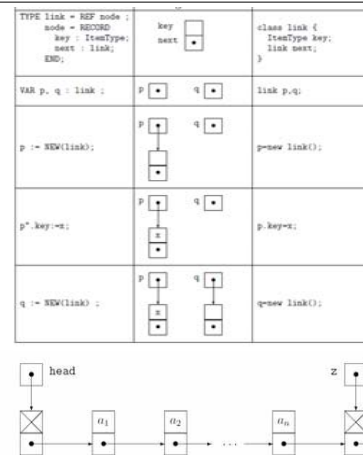 TYPE link = REF node ;
node = RECORD
key : ItemType;
next : link;
END;
key
next
class link {
ItemType key;
link next;
}
VAR p, q : link ;
p
q
link p,q;
p := NEW(link);
p
q
p=new link();
p^.key:=x;
p
q
x
p.key=x;
q := NEW(link) ;
p
q
x
q=new link();
head
z
a1
a2
...
an